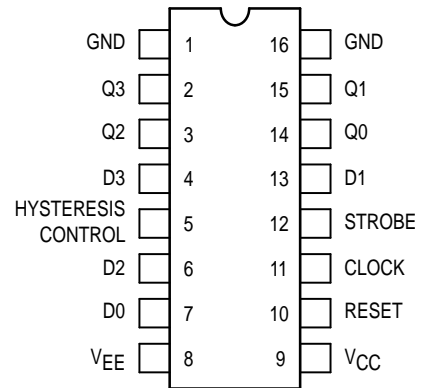 GND 1 16 GND
Q3 2 15 Q1
Q2 3 14 Q0
D3 4 13 D1
HYSTERESIS
CONTROL 5 12 STROBE
D2 6 11 CLOCK
D0 7 10 RESET
VEE 8 9 VCC